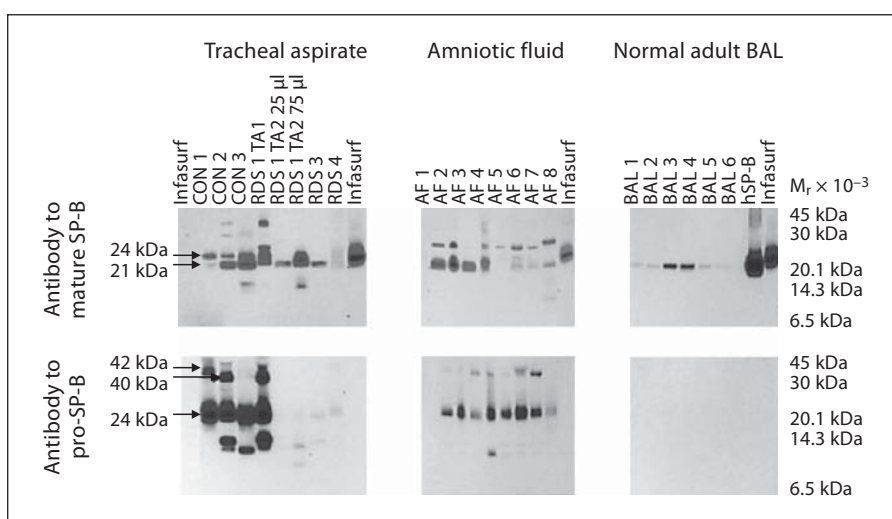 Tracheal aspirate
Amniotic fluid
Normal adult BAL
Infasurf
CON 1
CON 2
CON 3
RDS 1 TA1
RDS 1 TA2 25 µl
RDS 1 TA2 75 µl
RDS 3
RDS 4
Infasurf
AF 1
AF 2
AF 3
AF 4
AF 5
AF 6
AF 7
AF 8
Infasurf
BAL 1
BAL 2
BAL 3
BAL 4
BAL 5
BAL 6
hSP-B
Infasurf
Mr × 10–3
Antibody to
mature SP-B
24 kDa
21 kDa
45 kDa
30 kDa
20.1 kDa
14.3 kDa
6.5 kDa
Antibody to
pro-SP-B
42 kDa
40 kDa
24 kDa
45 kDa
30 kDa
20.1 kDa
14.3 kDa
6.5 kDa